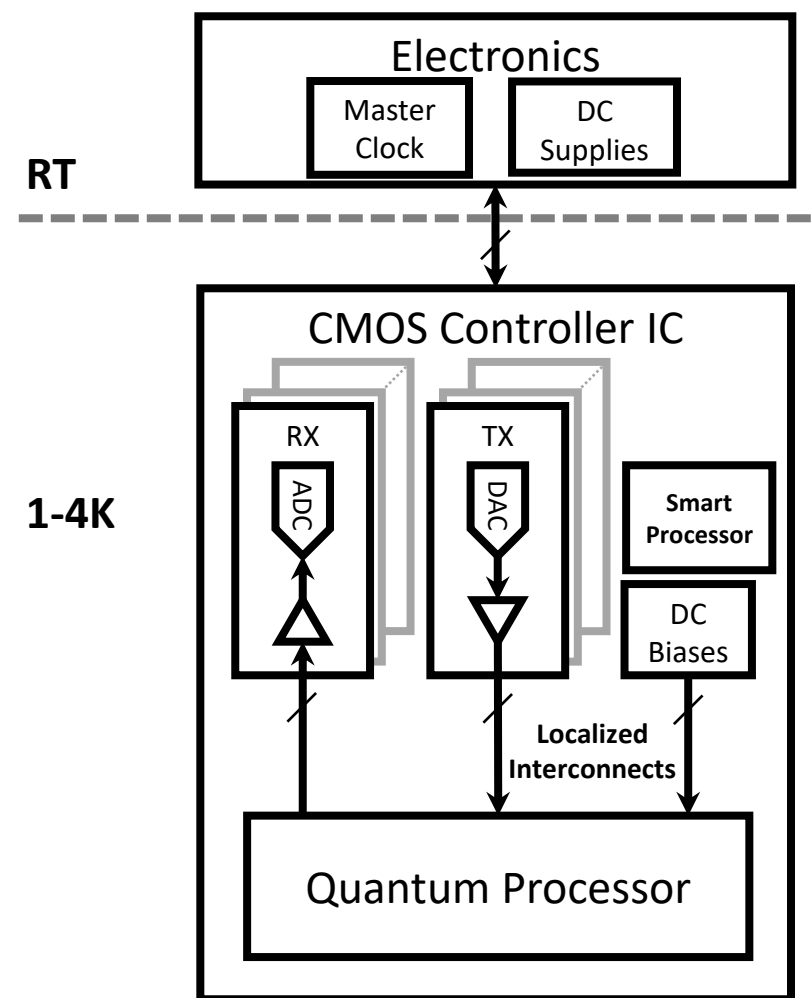 Electronics
Master
Clock
DC
Supplies
RT
CMOS Controller IC
RX
ADC
TX
DAC
1-4K
Smart
Processor
DC
Biases
Localized
Interconnects
Quantum Processor